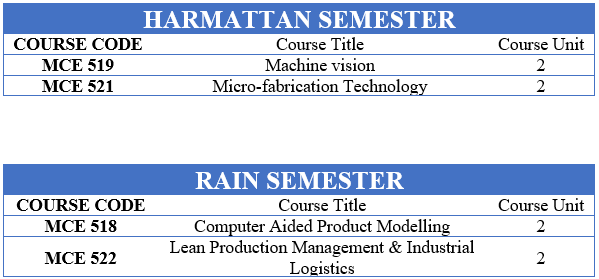 HARMATTAN SEMESTER
COURSE CODE Course Title Course Unit
MCE 519 Machine vision 2
MCE 521 Micro-fabrication Technology 2
RAIN SEMESTER
COURSE CODE Course Title Course Unit
MCE 518 Computer Aided Product Modelling 2
MCE 522 Lean Production Management & Industrial
Logistics 2